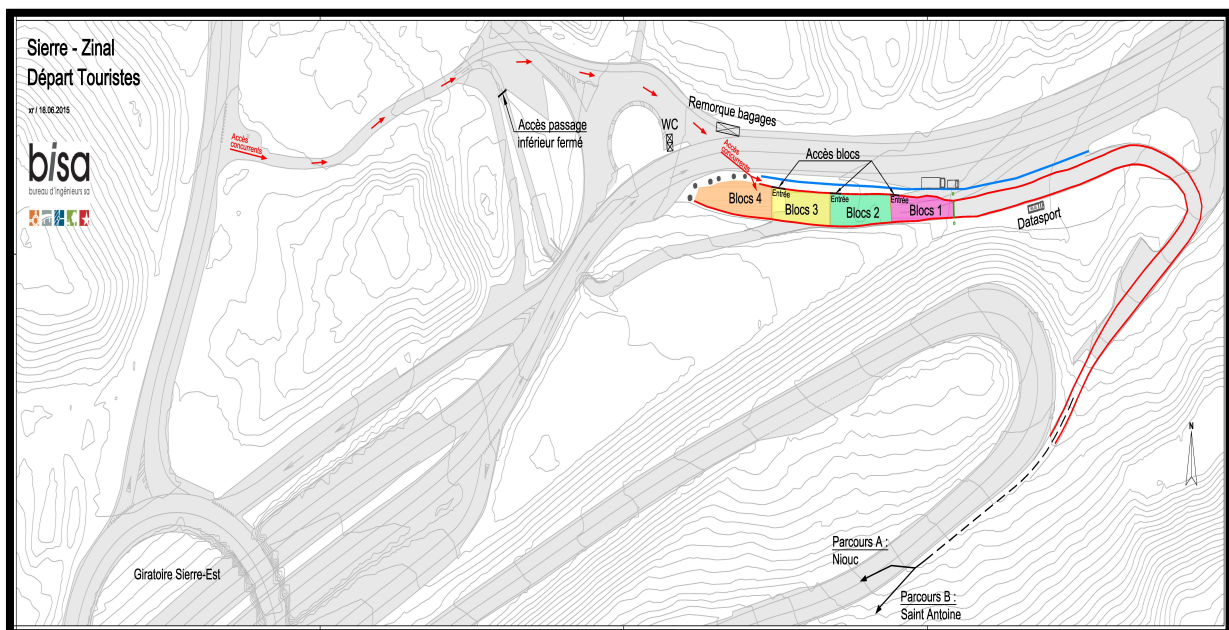 Sierre - Zinal
Départ Touristes
xr / 18.06.2015
bisa
bureau d'ingénieurs sa
Accès
concurrents
Accès passage
inférieur fermé
WC
Remorque bagages
Accès
concurrents
Accès blocs
Entrée
Entrée
Entrée
Blocs 4
Blocs 3
Blocs 2
Blocs 1
Datasport
N
Parcours A :
Niouc
Parcours B :
Saint Antoine
Giratoire Sierre-Est